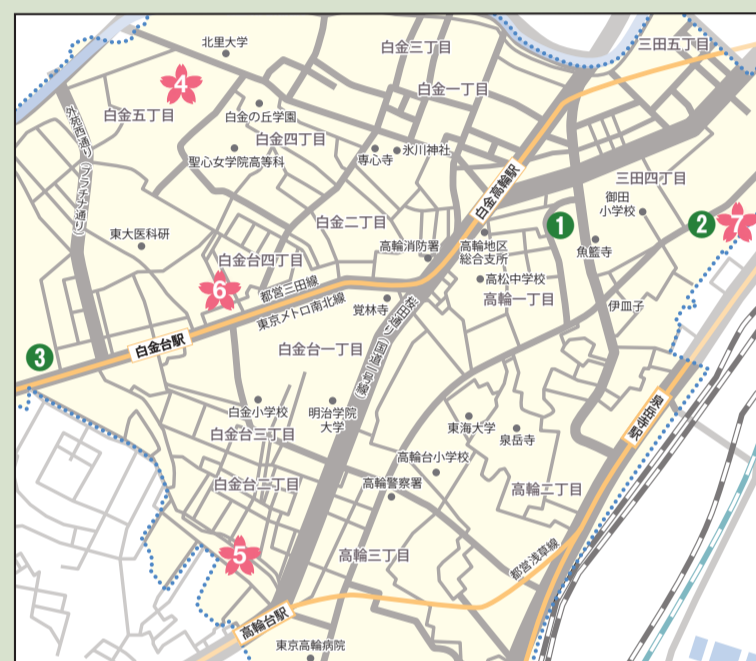 北里大学
白金三丁目
三田五丁目
4
白金一丁目
白金五丁目
白金の丘学園
外苑西通り(プラチナ通り)
白金四丁目
専心寺
氷川神社
聖心女学院高等科
白金高輪駅
三田四丁目
御田
小学校
白金二丁目
1
2
7
東大医科研
高輪消防署
高輪地区
総合支所
魚籃寺
白金台四丁目
高松中学校
6
都営三田線
東京メトロ南北線
覚林寺
高輪一丁目
伊皿子
桜田通り(国道一号線)
3
白金台駅
白金台一丁目
泉岳寺駅
白金小学校
明治学院
大学
東海大学
泉岳寺
白金台三丁目
高輪台小学校
白金台二丁目
高輪警察署
高輪二丁目
5
高輪三丁目
都営浅草線
高輪台駅
東京高輪病院